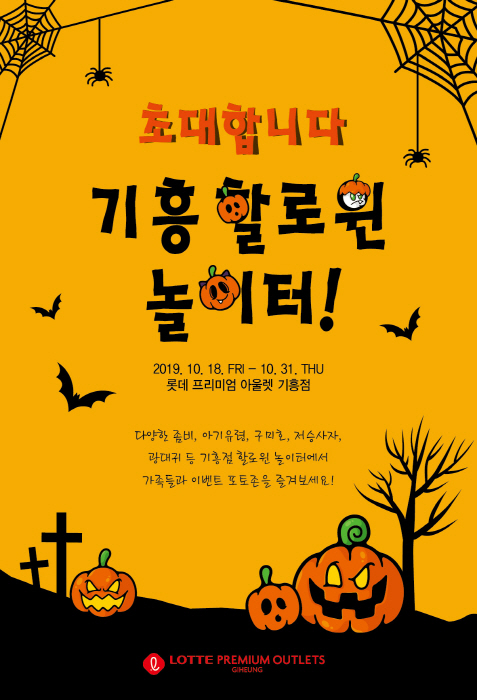 초대합니다
기흥 할로윈
놀이터!
2019. 10. 18. FRI – 10. 31. THU
롯데 프리미엄 아울렛 기흥점
다양한 좀비, 아기유령, 구미호, 저승사자,
광대귀 등 기흥점 할로윈 놀이터에서
가족들과 이벤트 포토존을 즐겨보세요!
LOTTE PREMIUM OUTLETS
GIHEUNG